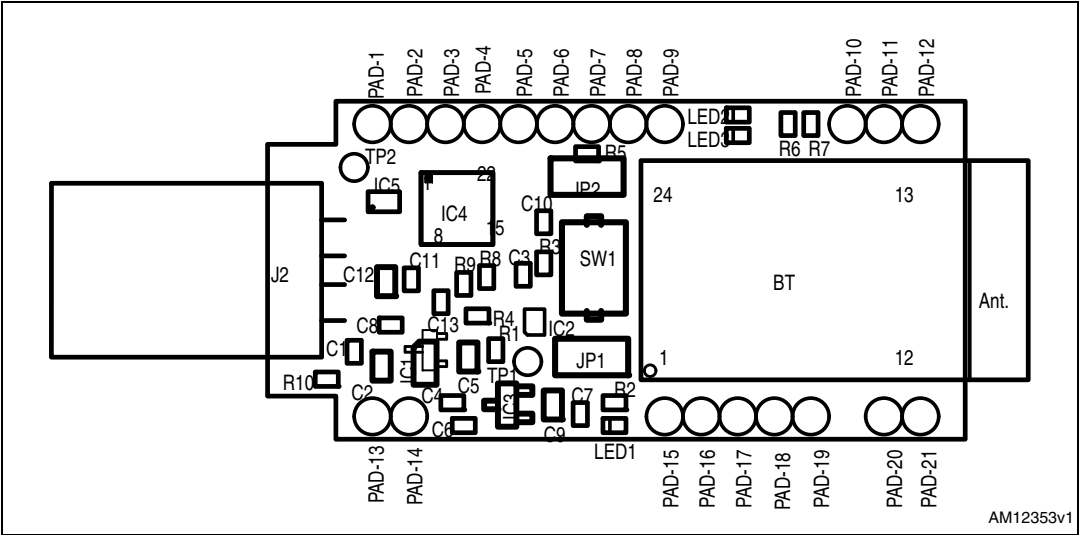 PAD-1
PAD-2
PAD-3
PAD-4
PAD-5
PAD-6
PAD-7
PAD-8
PAD-9
PAD-10
PAD-11
PAD-12
LED2
LED3
R6
R7
TP2
R5
JP2
IC5
1
22
IC4
8
15
C10
24
13
R3
SW1
J2
C12
C11
R9
R8
C3
BT
Ant.
C8
C13
R4
IC2
R1
C1
IC1
JP1
1
12
R10
C2
C5
TP1
C4
IC3
C7
R2
C6
C9
LED1
PAD-13
PAD-14
PAD-15
PAD-16
PAD-17
PAD-18
PAD-19
PAD-20
PAD-21
AM12353v1